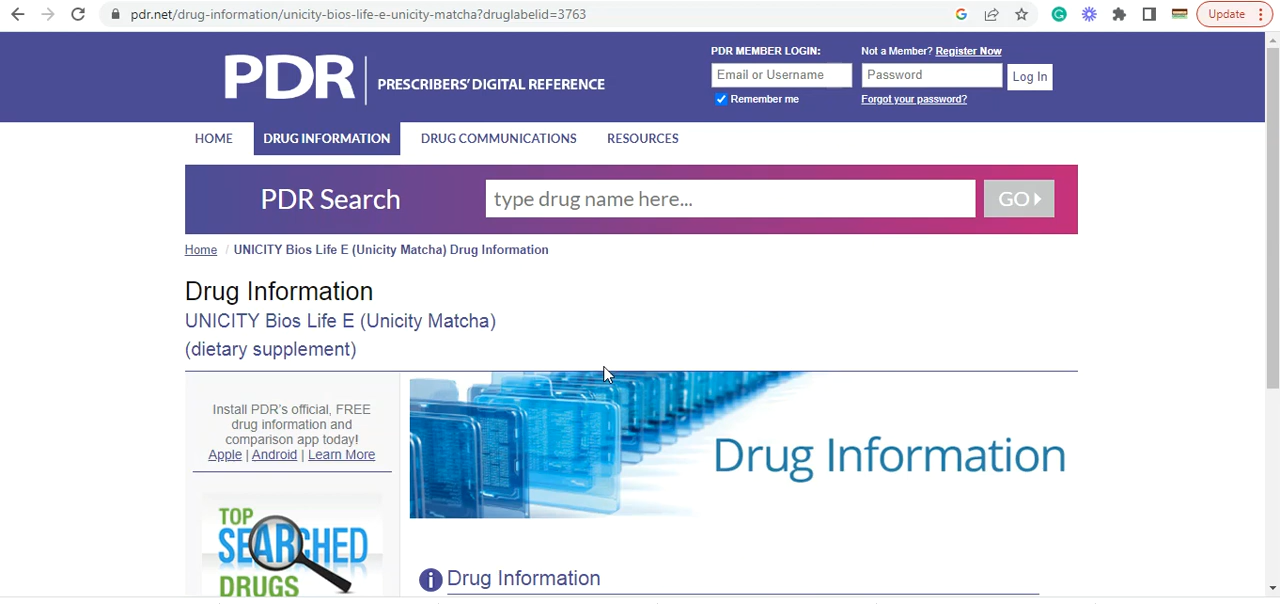 pdr.net/drug-information/unicity-bios-life-e-unicity-matcha?druglabelid=3763
Update
PDR PRESCRIBERS' DIGITAL REFERENCE
PDR MEMBER LOGIN:
Not a Member? Register Now
Email or Username
Password
Log In
Remember me
Forgot your password?
HOME
DRUG INFORMATION
DRUG COMMUNICATIONS
RESOURCES
PDR Search
type drug name here...
GO
Home / UNICITY Bios Life E (Unicity Matcha) Drug Information
Drug Information
UNICITY Bios Life E (Unicity Matcha)
(dietary supplement)
Install PDR's official, FREE
drug information and
comparison app today!
Apple | Android | Learn More
TOP
SEARCHED
DRUGS
Drug Information
Drug Information